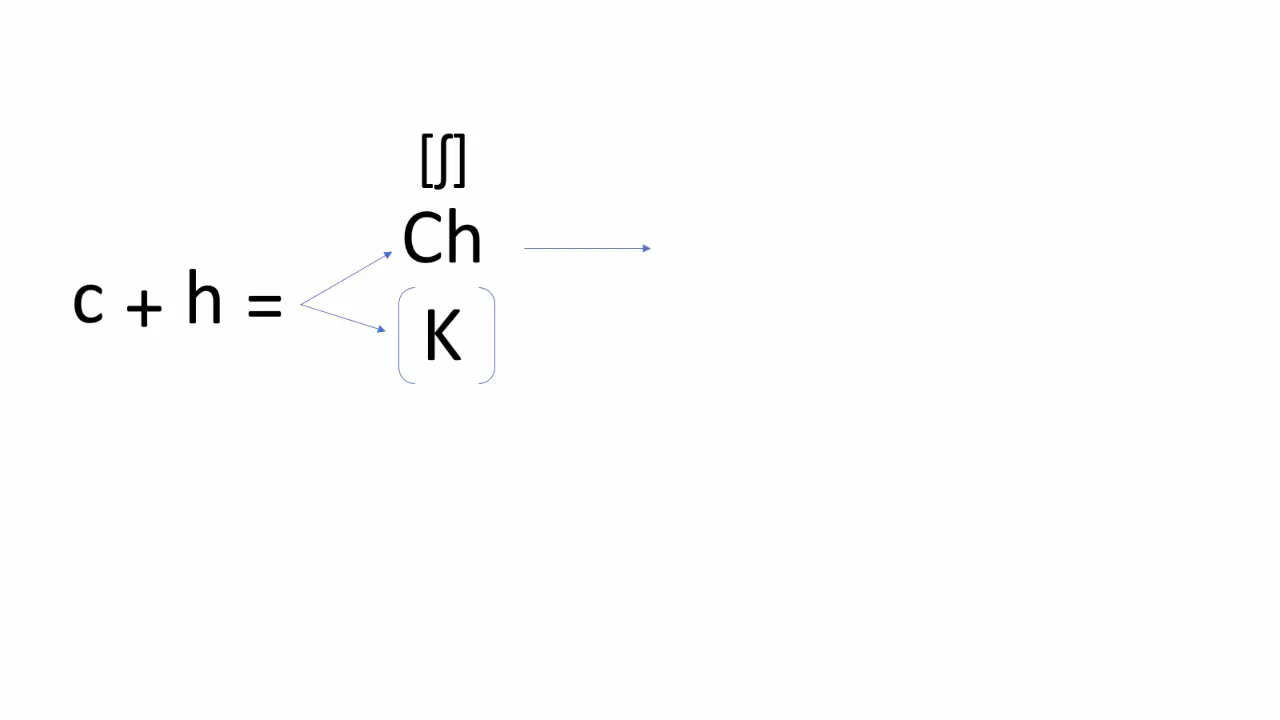 [ʃ]
Ch
c + h =
K